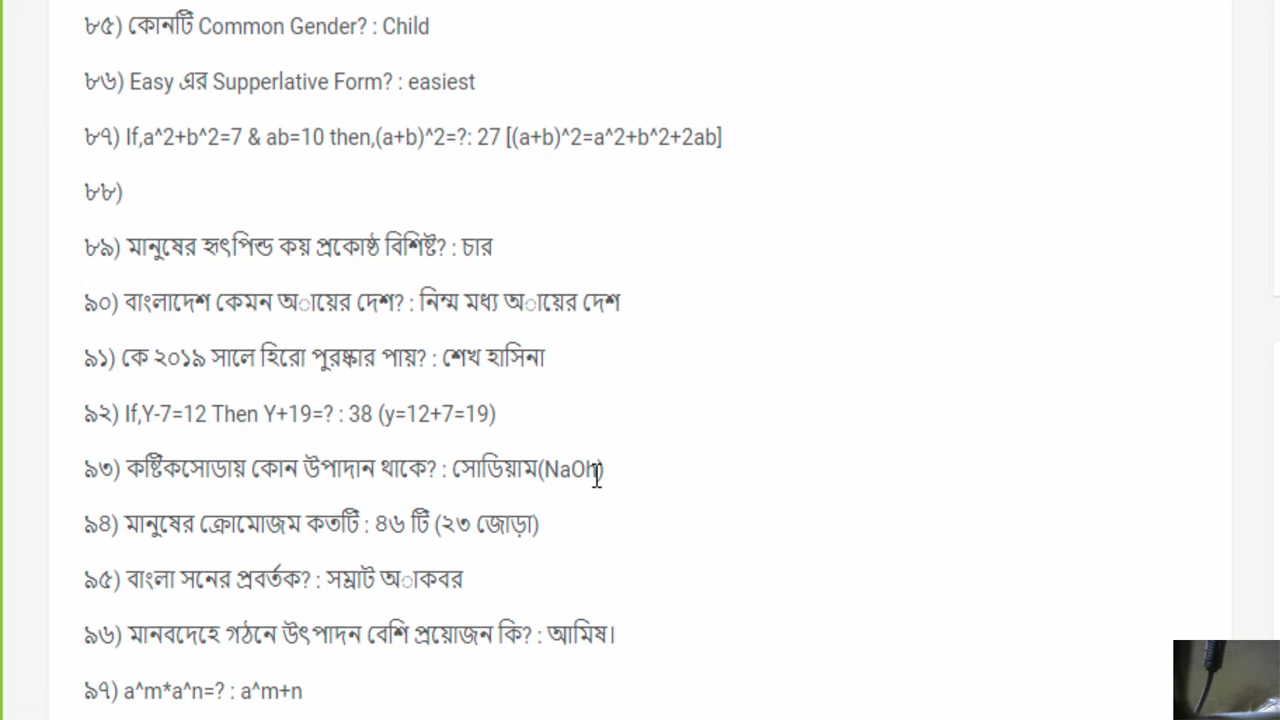 ৮৫) কোনটি Common Gender? : Child
৮৬) Easy এর Supperlative Form? : easiest
৮৭) If,a^2+b^2=7 & ab=10 then,(a+b)^2=?: 27 [(a+b)^2=a^2+b^2+2ab]
৮৮)
৮৯) মানুষের হৃৎপিন্ড কয় প্রকোষ্ঠ বিশিষ্ট? : চার
৯০) বাংলাদেশ কেমন অায়ের দেশ? : নিম্ম মধ্য অায়ের দেশ
৯১) কে ২০১৯ সালে হিরো পুরষ্কার পায়? : শেখ হাসিনা
৯২) If,Y-7=12 Then Y+19=? : 38 (y=12+7=19)
৯৩) কষ্টিকসোডায় কোন উপাদান থাকে? : সোডিয়াম(NaOh)
৯৪) মানুষের ক্রোমোজম কতটি : ৪৬ টি (২৩ জোড়া)
৯৫) বাংলা সনের প্রবর্তক? : সম্রাট অাকবর
৯৬) মানবদেহে গঠনে উৎপাদন বেশি প্রয়োজন কি? : আমিষ।
৯৭) a^m*a^n=? : a^m+n